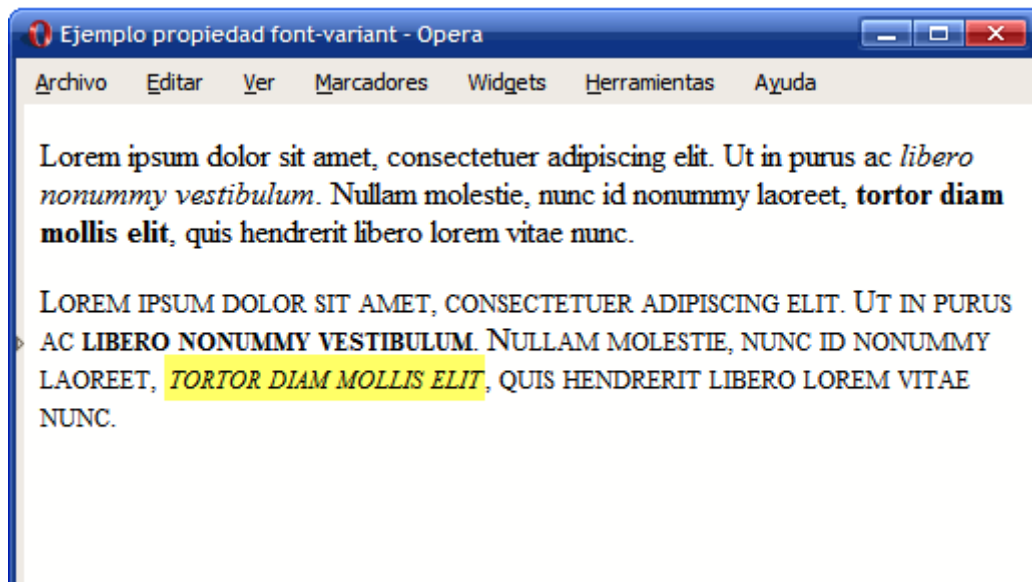 Ejemplo propiedad font-variant - Opera
Archivo Editar Ver Marcadores Widgets Herramientas Ayuda
Lorem ipsum dolor sit amet, consectetuer adipiscing elit. Ut in purus ac libero
nonummy vestibulum. Nullam molestie, nunc id nonummy laoreet, tortor diam
mollis elit, quis hendrerit libero lorem vitae nunc.
LOREM IPSUM DOLOR SIT AMET, CONSECTETUER ADIPISCING ELIT. UT IN PURUS
AC LIBERO NONUMMY VESTIBULUM. NULLAM MOLESTIE, NUNC ID NONUMMY
LAOREET, TORTOR DIAM MOLLIS ELIT, QUIS HENDRERIT LIBERO LOREM VITAE
NUNC.